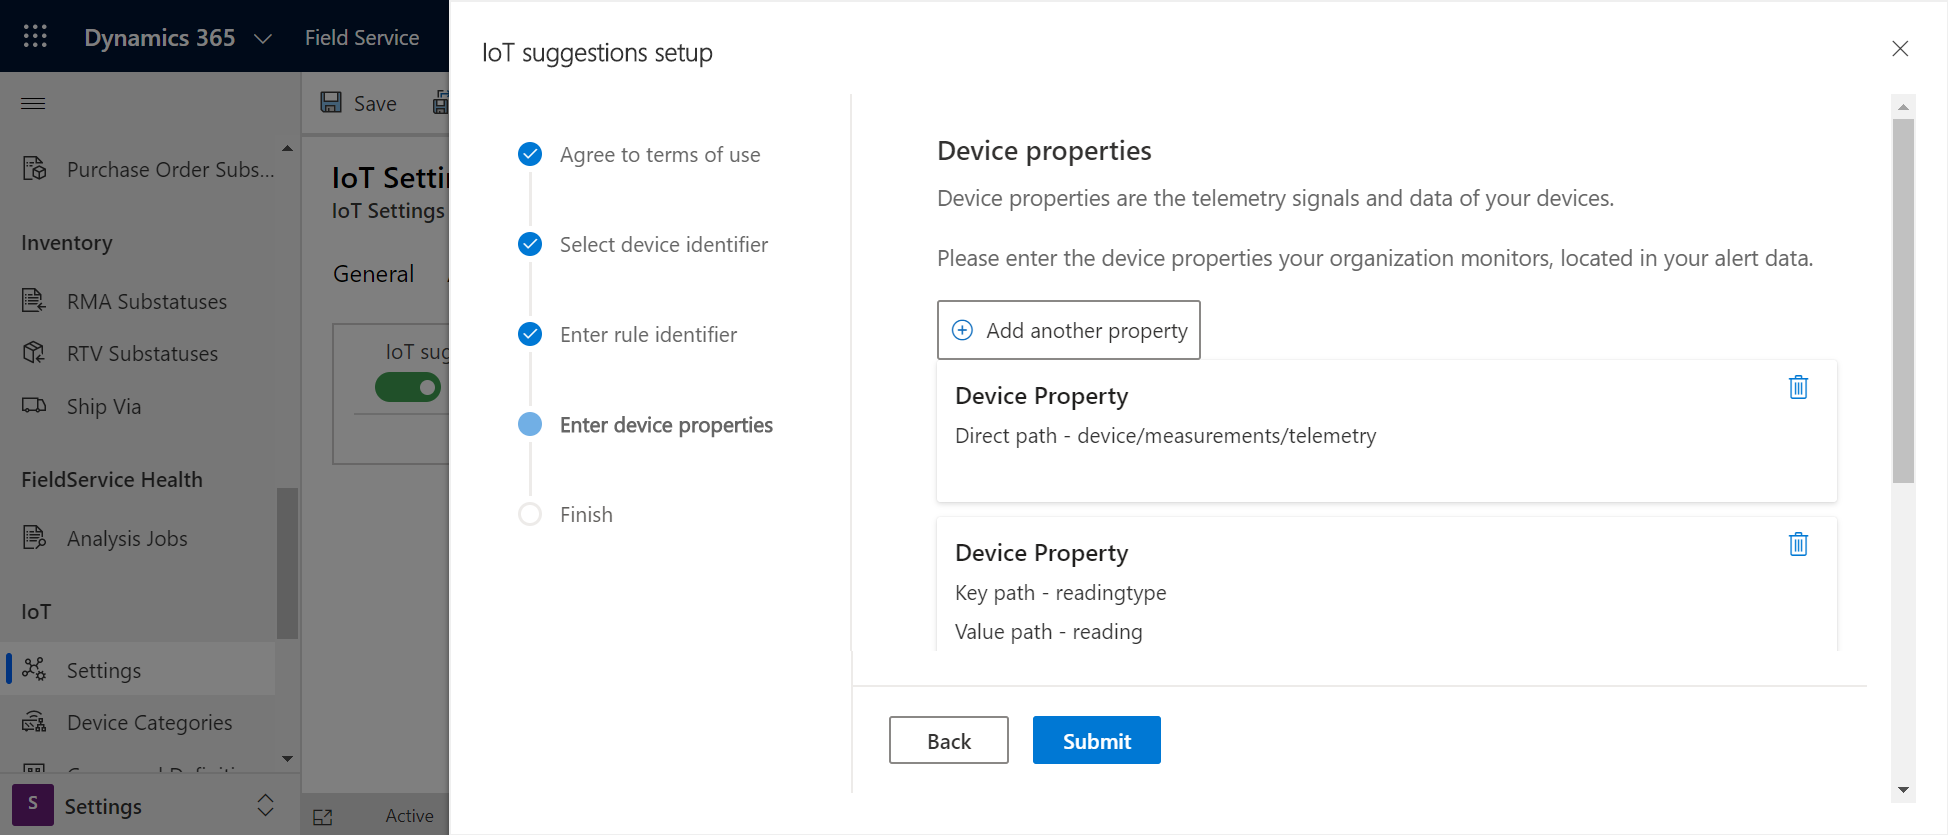 Dynamics 365
Field Service
IoT suggestions setup
Save
Purchase Order Subs...
Inventory
RMA Substatuses
RTV Substatuses
Ship Via
FieldService Health
Analysis Jobs
IoT
Settings
Device Categories
S
Settings
IoT Setti
IoT Settings
General
IoT sug
Active
Agree to terms of use
Select device identifier
Enter rule identifier
Enter device properties
Finish
Device properties
Device properties are the telemetry signals and data of your devices.
Please enter the device properties your organization monitors, located in your alert data.
Add another property
Device Property
Direct path - device/measurements/telemetry
Device Property
Key path - readingtype
Value path - reading
Back
Submit